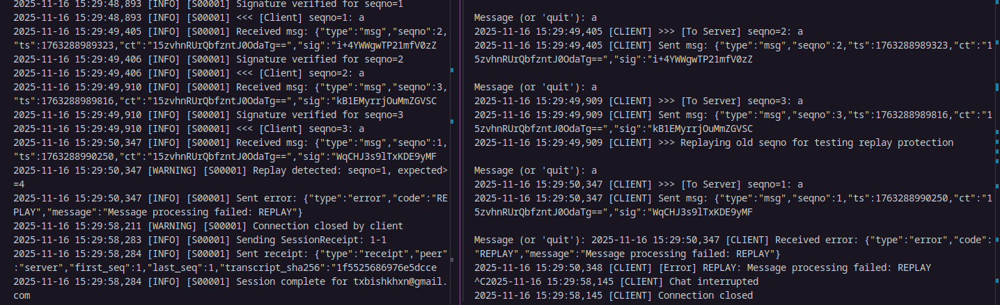 2025-11-16 15:29:48,893 [INFO] [S00001] Signature verified for seqno=1
2025-11-16 15:29:48,893 [INFO] [S00001] <<< [Client] seqno=1: a
2025-11-16 15:29:49,405 [INFO] [S00001] Received msg: {"type":"msg","seqno":2,
"ts":1763288989323,"ct":"15zvhnRUrQbfzntJ0OdaTg==","sig":"i+4YWWgwTP21mfV0zZ
2025-11-16 15:29:49,406 [INFO] [S00001] Signature verified for seqno=2
2025-11-16 15:29:49,406 [INFO] [S00001] <<< [Client] seqno=2: a
2025-11-16 15:29:49,910 [INFO] [S00001] Received msg: {"type":"msg","seqno":3,
"ts":1763288989816,"ct":"15zvhnRUrQbfzntJ0OdaTg==","sig":"kB1EMyrrjOuMmZGVSC
2025-11-16 15:29:49,910 [INFO] [S00001] Signature verified for seqno=3
2025-11-16 15:29:49,910 [INFO] [S00001] <<< [Client] seqno=3: a
2025-11-16 15:29:50,347 [INFO] [S00001] Received msg: {"type":"msg","seqno":1,
"ts":1763288990250,"ct":"15zvhnRUrQbfzntJ0OdaTg==","sig":"WqCHJ3s9lTxKDE9yMF
2025-11-16 15:29:50,347 [WARNING] [S00001] Replay detected: seqno=1, expected>
=4
2025-11-16 15:29:50,347 [INFO] [S00001] Sent error: {"type":"error","code":"RE
PLAY","message":"Message processing failed: REPLAY"}
2025-11-16 15:29:58,211 [WARNING] [S00001] Connection closed by client
2025-11-16 15:29:58,283 [INFO] [S00001] Sending SessionReceipt: 1-1
2025-11-16 15:29:58,284 [INFO] [S00001] Sent receipt: {"type":"receipt","peer"
:"server","first_seq":1,"last_seq":1,"transcript_sha256":"1f5525686976e5dcce
2025-11-16 15:29:58,284 [INFO] [S00001] Session complete for txbishkhxn@gmail.
com
Message (or 'quit'): a
2025-11-16 15:29:49,405 [CLIENT] >>> [To Server] seqno=2: a
2025-11-16 15:29:49,405 [CLIENT] Sent msg: {"type":"msg","seqno":2,"ts":1763288989323,"ct":"1
5zvhnRUrQbfzntJ0OdaTg==","sig":"i+4YWWgwTP21mfV0zZ
Message (or 'quit'): a
2025-11-16 15:29:49,909 [CLIENT] >>> [To Server] seqno=3: a
2025-11-16 15:29:49,909 [CLIENT] Sent msg: {"type":"msg","seqno":3,"ts":1763288989816,"ct":"1
5zvhnRUrQbfzntJ0OdaTg==","sig":"kB1EMyrrjOuMmZGVSC
2025-11-16 15:29:49,909 [CLIENT] >>> Replaying old seqno for testing replay protection
Message (or 'quit'): a
2025-11-16 15:29:50,347 [CLIENT] >>> [To Server] seqno=1: a
2025-11-16 15:29:50,347 [CLIENT] Sent msg: {"type":"msg","seqno":1,"ts":1763288990250,"ct":"1
5zvhnRUrQbfzntJ0OdaTg==","sig":"WqCHJ3s9lTxKDE9yMF
Message (or 'quit'): 2025-11-16 15:29:50,347 [CLIENT] Received error: {"type":"error","code":
"REPLAY","message":"Message processing failed: REPLAY"}
2025-11-16 15:29:50,348 [CLIENT] [Error] REPLAY: Message processing failed: REPLAY
^C2025-11-16 15:29:58,145 [CLIENT] Chat interrupted
2025-11-16 15:29:58,145 [CLIENT] Connection closed